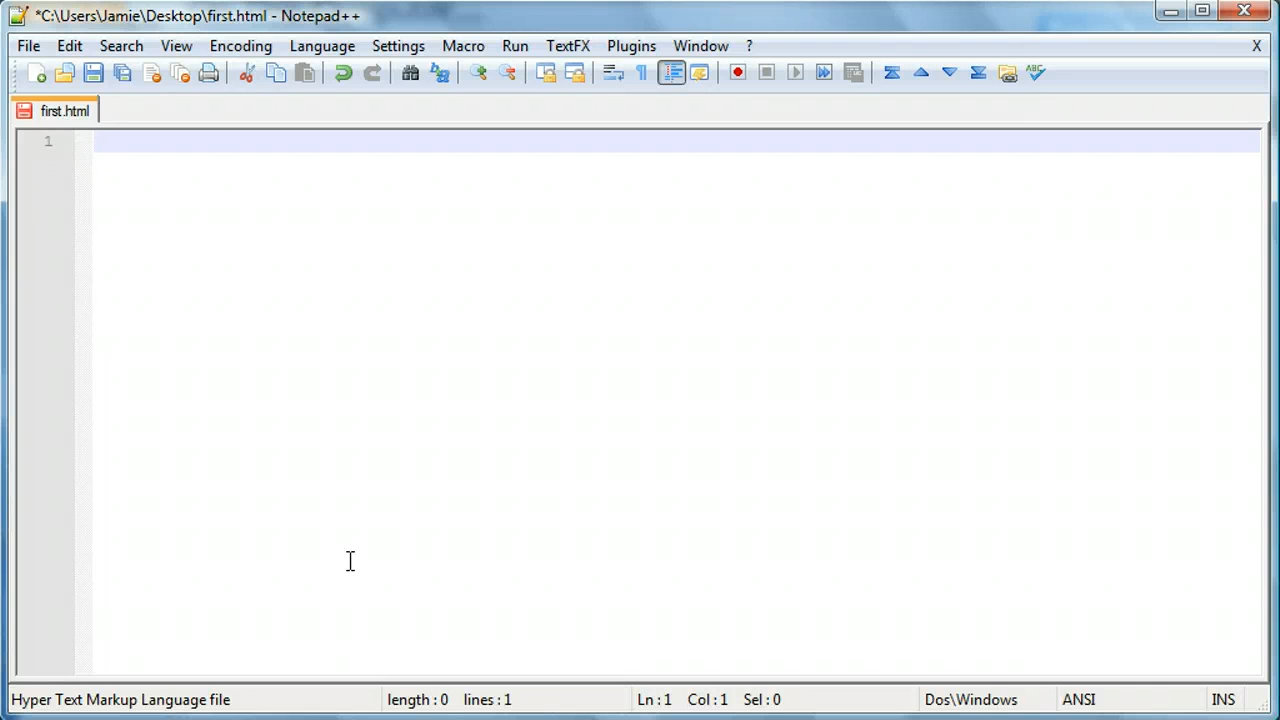 *C:\Users\Jamie\Desktop\first.html - Notepad++
File Edit Search View Encoding Language Settings Macro Run TextFX Plugins Window ? X
ABC
first.html
1
Hyper Text Markup Language file length : 0 lines : 1 Ln : 1 Col : 1 Sel : 0 Dos\Windows ANSI INS